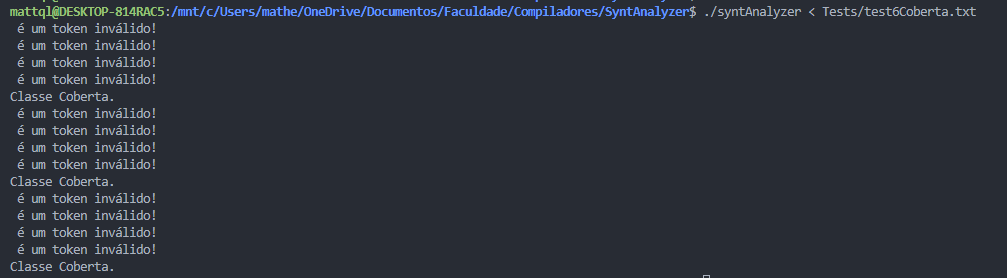 mattql@DESKTOP-814RAC5:/mnt/c/Users/mathe/OneDrive/Documentos/Faculdade/Compiladores/SyntAnalyzer$ ./syntAnalyzer < Tests/test6Coberta.txt
é um token inválido!
é um token inválido!
é um token inválido!
é um token inválido!
Classe Coberta.
é um token inválido!
é um token inválido!
é um token inválido!
é um token inválido!
Classe Coberta.
é um token inválido!
é um token inválido!
é um token inválido!
é um token inválido!
Classe Coberta.